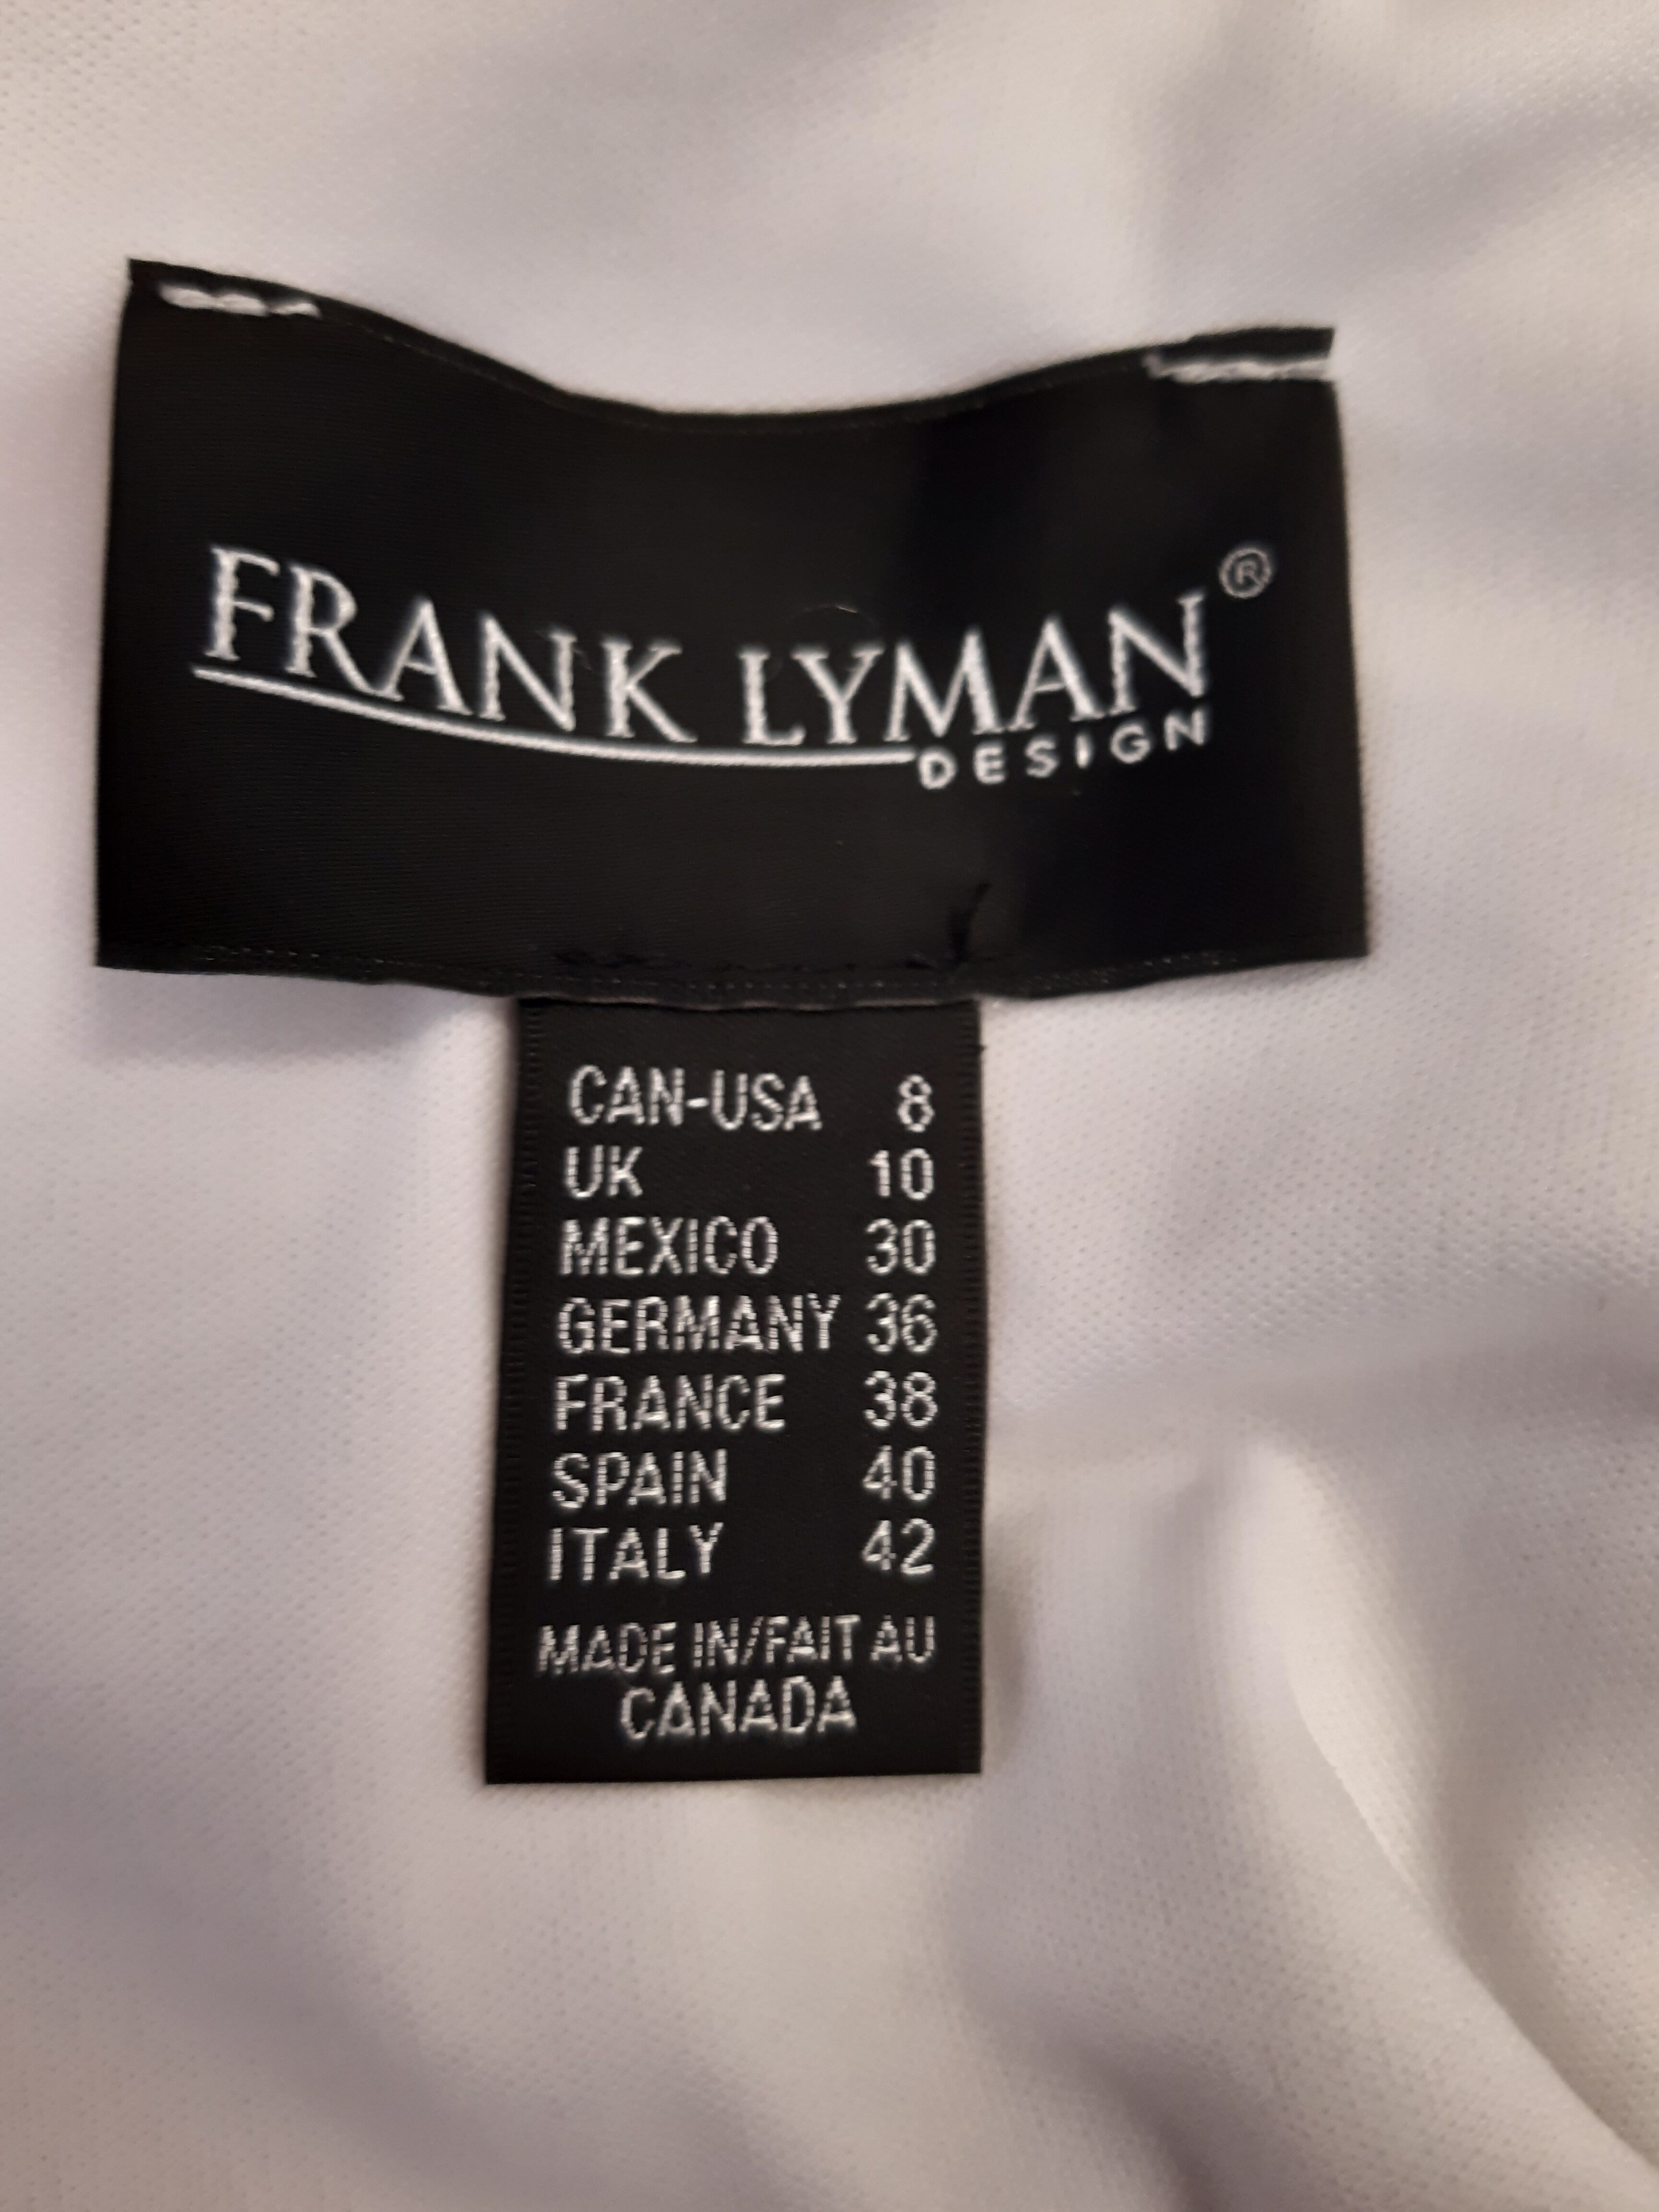 FRANK LYMAN®
DESIGN
CAN-USA 8
UK 10
MEXICO 30
GERMANY 36
FRANCE 38
SPAIN 40
ITALY 42
MADE IN/FAIT AU
CANADA